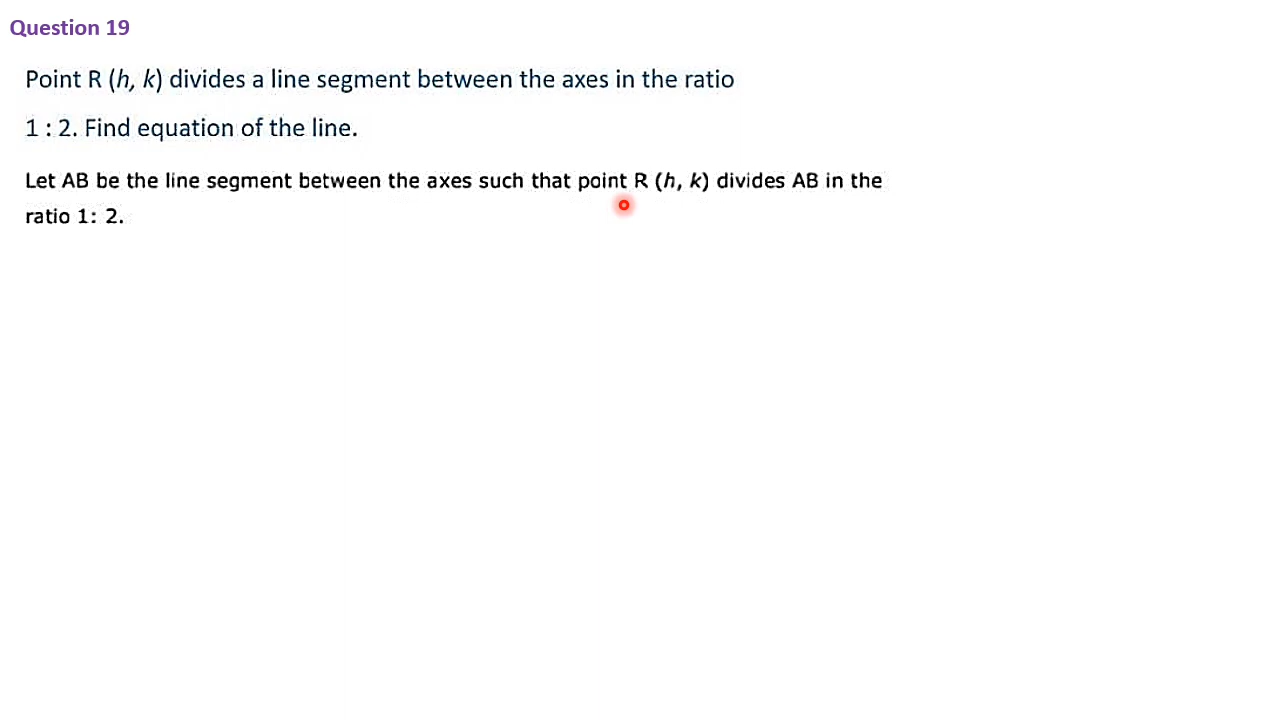 Question 19
Point R (h, k) divides a line segment between the axes in the ratio
1 : 2. Find equation of the line.
Let AB be the line segment between the axes such that point R (h, k) divides AB in the
ratio 1: 2.